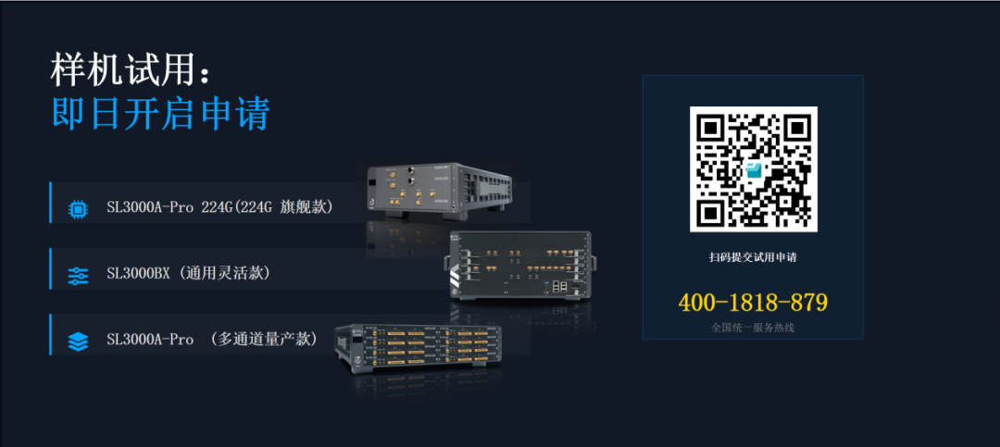 样机试用：
即日开启申请
SL3000A-Pro 224G(224G 旗舰款)
SL3000BX (通用灵活款)
SL3000A-Pro （多通道量产款)
扫码提交试用申请
400-1818-879
全国统一服务热线